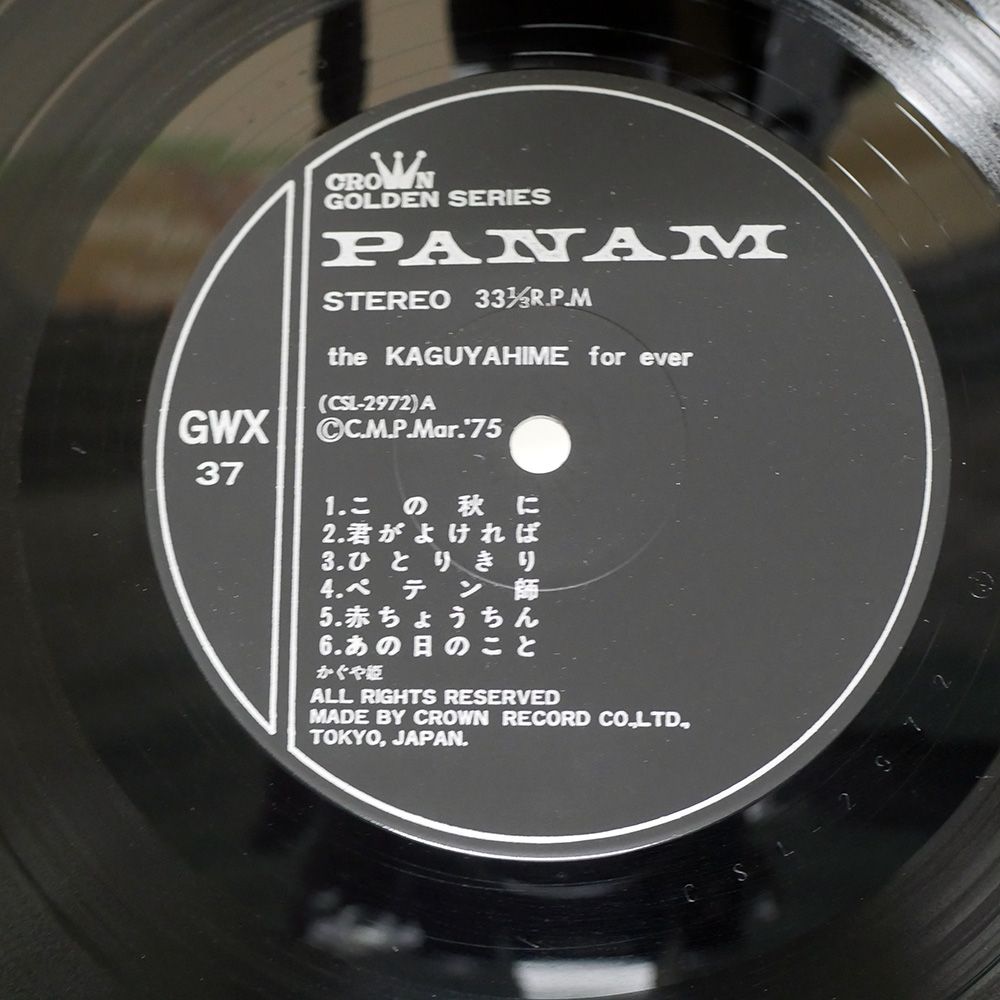 CROWN
GOLDEN SERIES
PANAM
STEREO 33⅓R.P.M
the KAGUYAHIME for ever
(CSL-2972)A
©C.M.P.Mar.'75
GWX
37
1.この秋に
2.君がよければ
3.ひとりきり
4.ペテン師
5.赤ちょうちん
6.あの日のこと
かぐや姫
ALL RIGHTS RESERVED
MADE BY CROWN RECORD CO.,LTD.,
TOKYO, JAPAN.